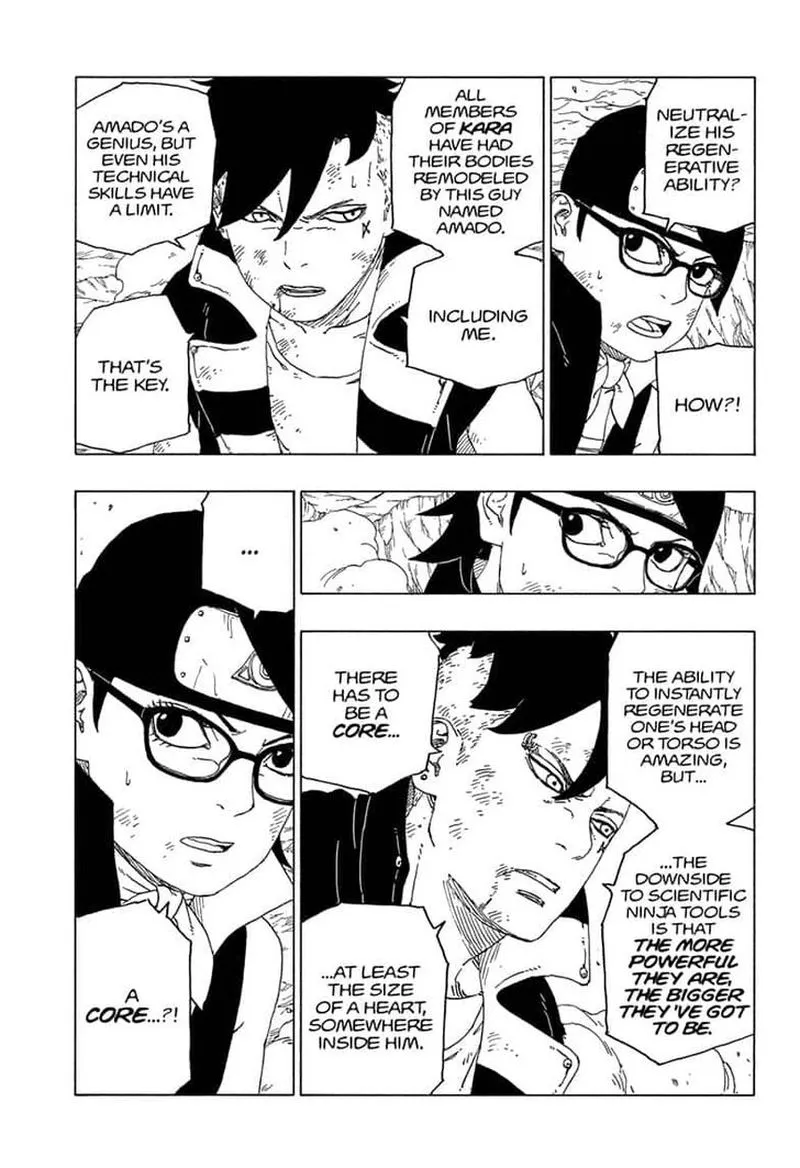 NEUTRAL-
IZE HIS
REGEN-
ERATIVE
ABILITY?
HOW?!
ALL
MEMBERS
OF KARA
HAVE HAD
THEIR BODIES
REMODELED
BY THIS GUY
NAMED
AMADO.
INCLUDING
ME.
AMADO'S A
GENIUS, BUT
EVEN HIS
TECHNICAL
SKILLS HAVE
A LIMIT.
THAT'S
THE KEY.
THE ABILITY
TO INSTANTLY
REGENERATE
ONE'S HEAD
OR TORSO IS
AMAZING,
BUT...
...THE
DOWNSIDE
TO SCIENTIFIC
NINJA TOOLS
IS THAT
THE MORE
POWERFUL
THEY ARE,
THE BIGGER
THEY'VE GOT
TO BE.
THERE
HAS TO
BE A
CORE...
...AT LEAST
THE SIZE
OF A HEART,
SOMEWHERE
INSIDE HIM.
...
A
CORE...?!